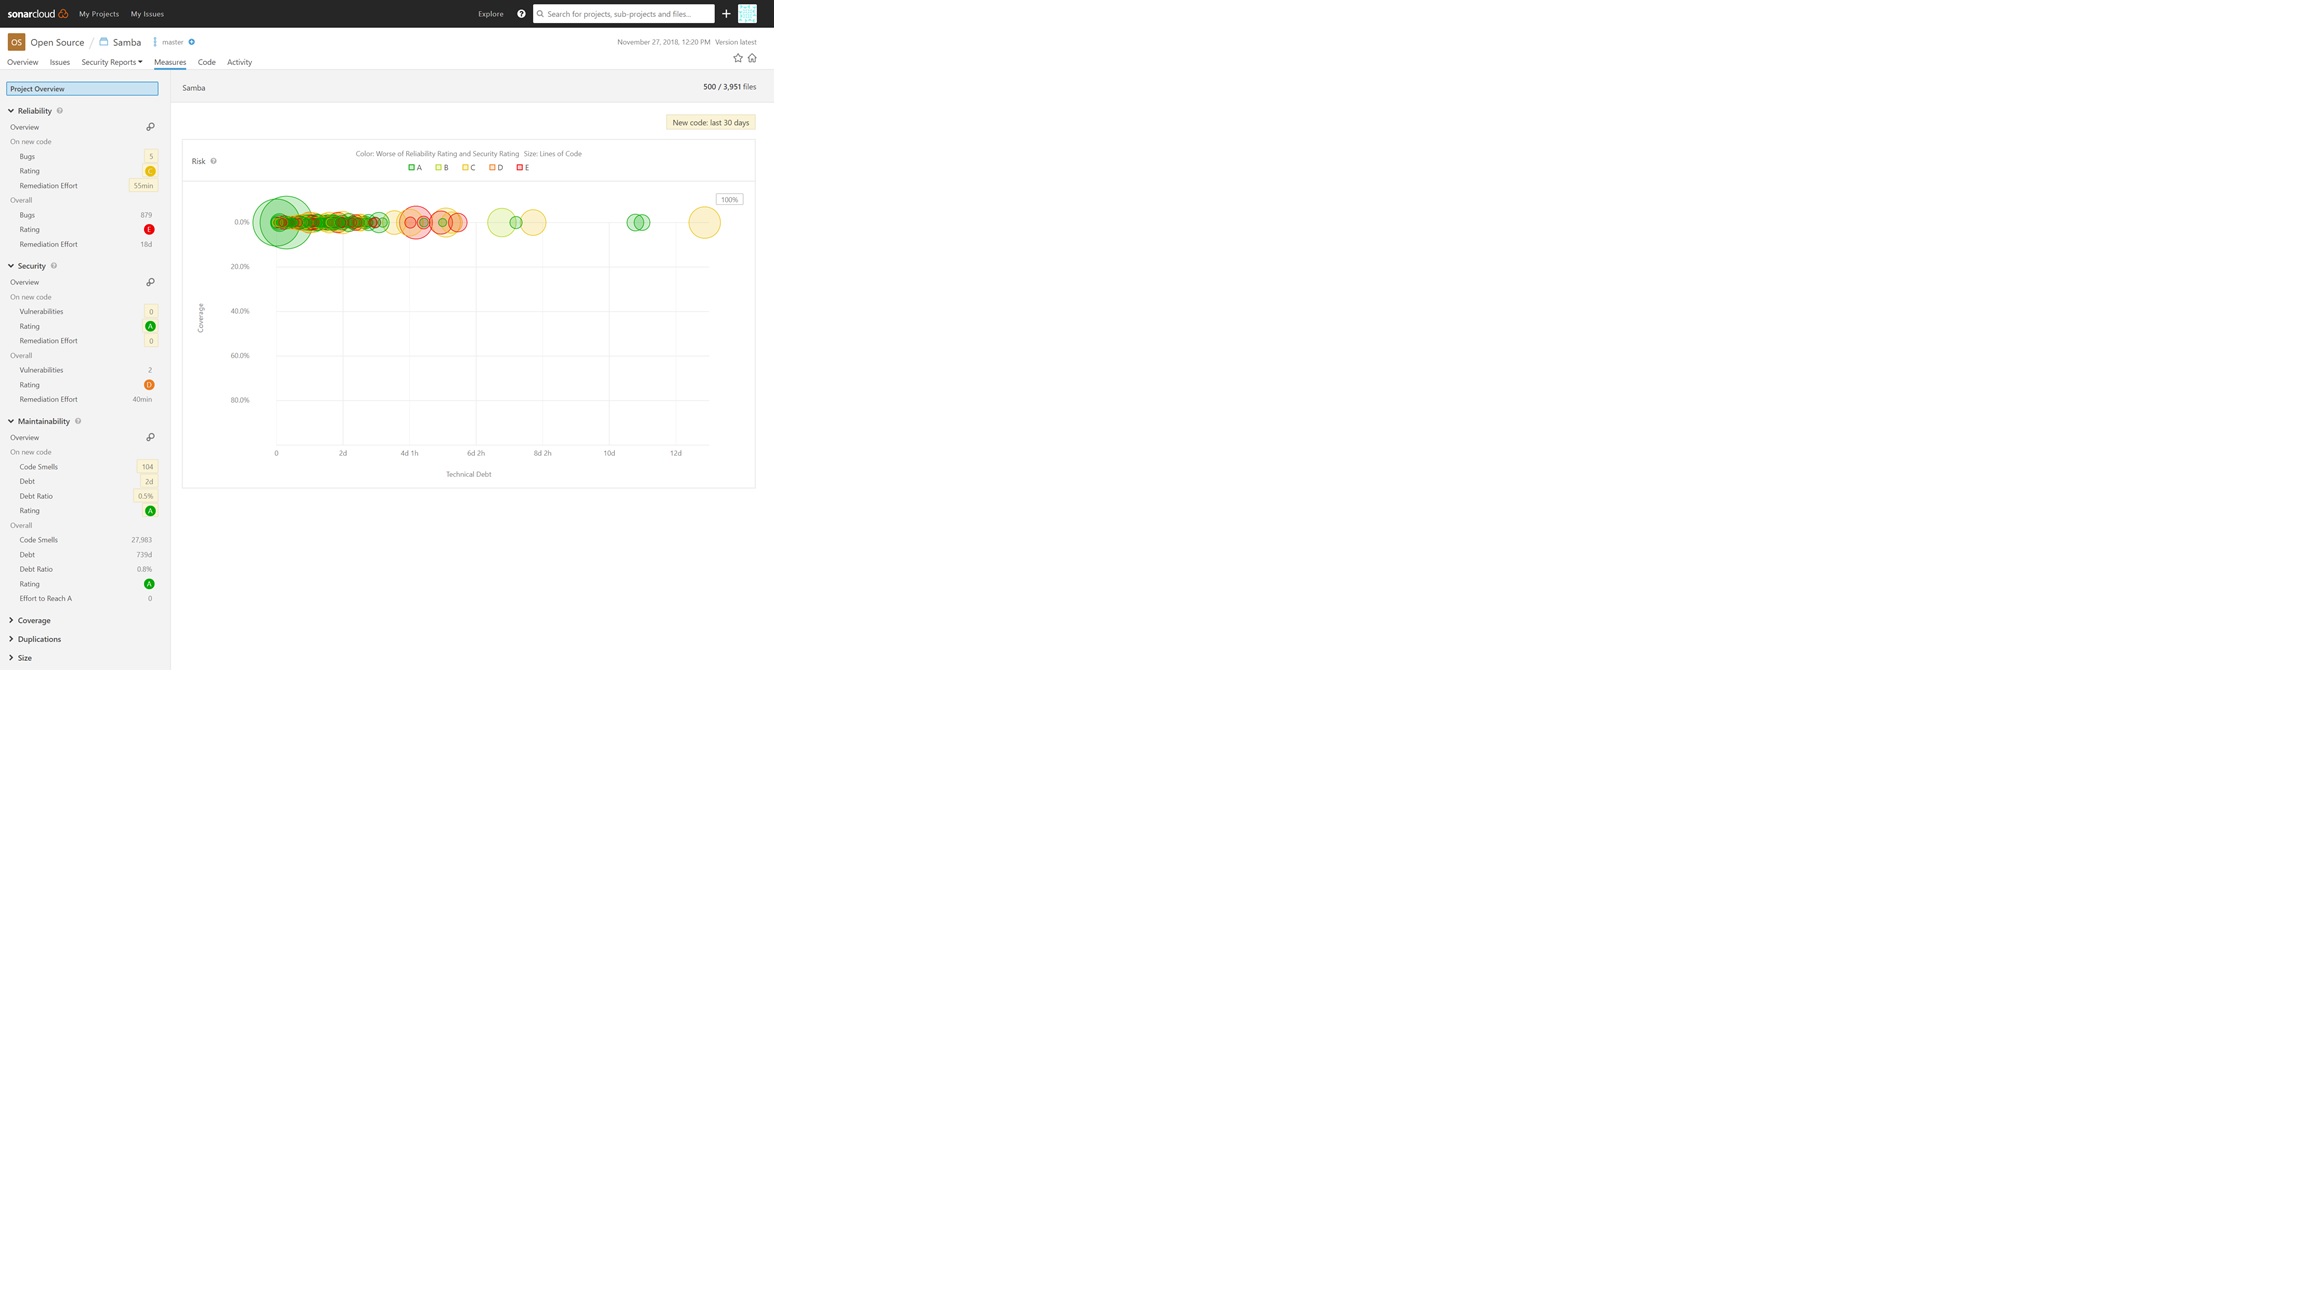 sonarcloud My Projects My Issues Explore Search for projects, sub-projects and files...
OS Open Source / Samba master November 27, 2018, 12:20 PM Version latest
Overview Issues Security Reports Measures Code Activity
Project Overview
Reliability
Overview
On new code
Bugs 5
Rating C
Remediation Effort 55min
Overall
Bugs 879
Rating E
Remediation Effort 18d
Security
Overview
On new code
Vulnerabilities 0
Rating A
Remediation Effort 0
Overall
Vulnerabilities 2
Rating D
Remediation Effort 40min
Maintainability
Overview
On new code
Code Smells 104
Debt 2d
Debt Ratio 0.5%
Rating A
Overall
Code Smells 27,983
Debt 739d
Debt Ratio 0.8%
Rating A
Effort to Reach A 0
Coverage
Duplications
Size
Samba 500 / 3,951 files
New code: last 30 days
Risk
Color: Worse of Reliability Rating and Security Rating Size: Lines of Code
A B C D E
100%
0.0%
20.0%
40.0%
60.0%
80.0%
Coverage
0 2d 4d 1h 6d 2h 8d 2h 10d 12d
Technical Debt